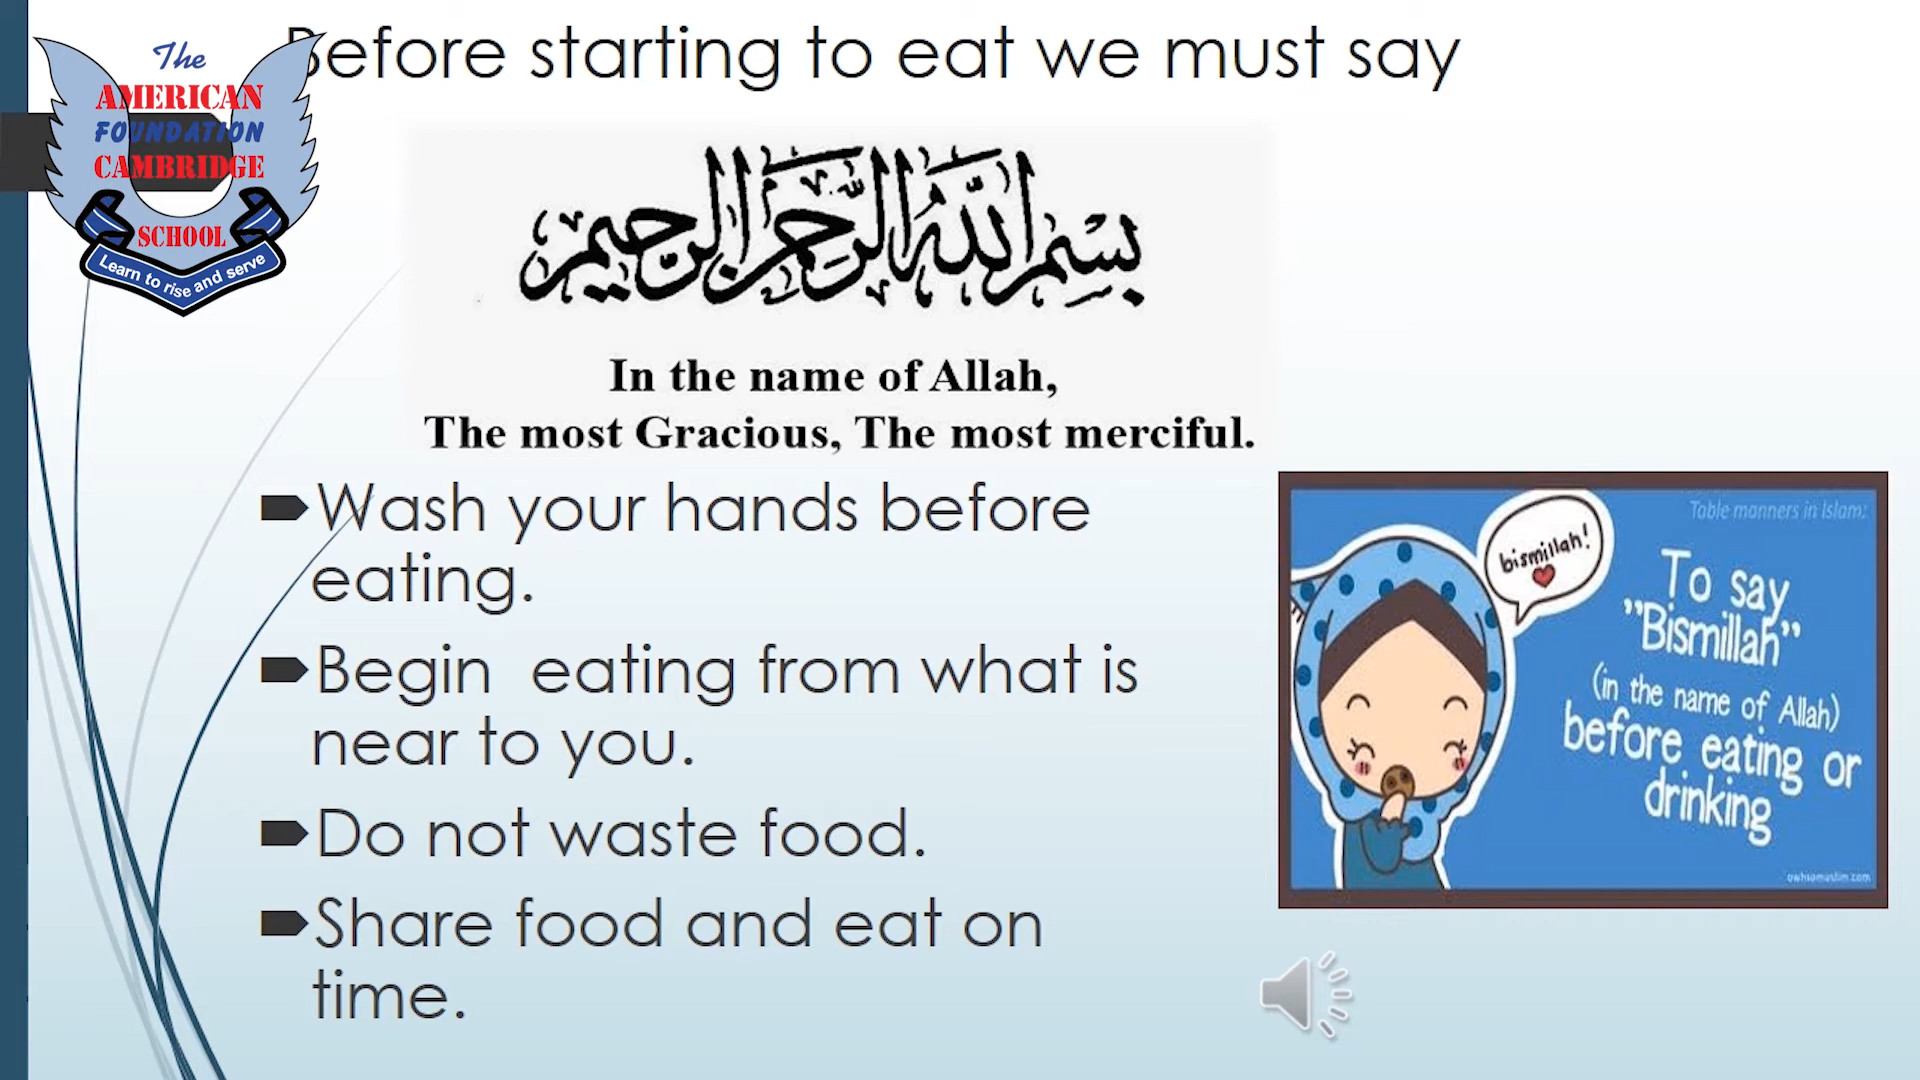 Before starting to eat we must say
The
AMERICAN
FOUNDATION
CAMBRIDGE
SCHOOL
Learn to rise and serve
بسم الله الرحمن الرحيم
In the name of Allah,
The most Gracious, The most merciful.
Wash your hands before
eating.
Begin eating from what is
near to you.
Do not waste food.
Share food and eat on
time.
Table manners in Islam:
bismillah!
To say
"Bismillah"
(in the name of Allah)
before eating or
drinking
owhsomuslim.com